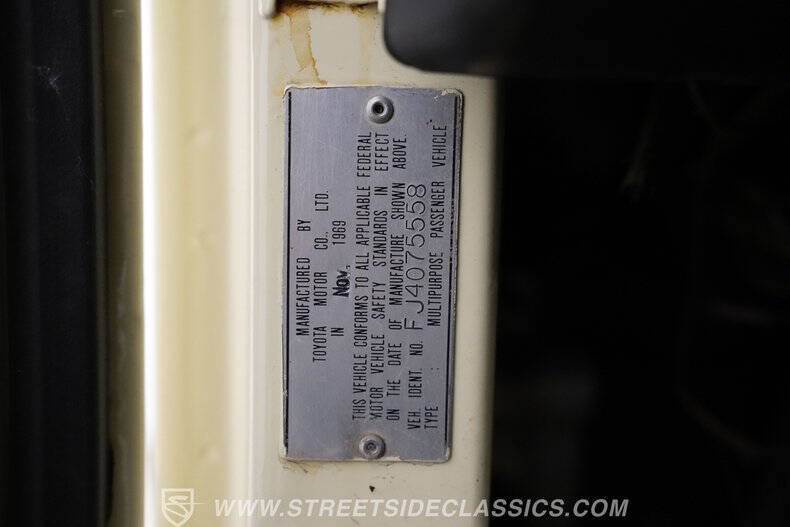 MANUFACTURED BY
TOYOTA MOTOR CO., LTD.
IN Nov. 1969
THIS VEHICLE CONFORMS TO ALL APPLICABLE FEDERAL
MOTOR VEHICLE SAFETY STANDARDS IN EFFECT
ON THE DATE OF MANUFACTURE SHOWN ABOVE.
VEH. IDENT. NO. FJ4075558
TYPE : MULTIPURPOSE PASSENGER VEHICLE
WWW.STREETSIDECLASSICS.COM